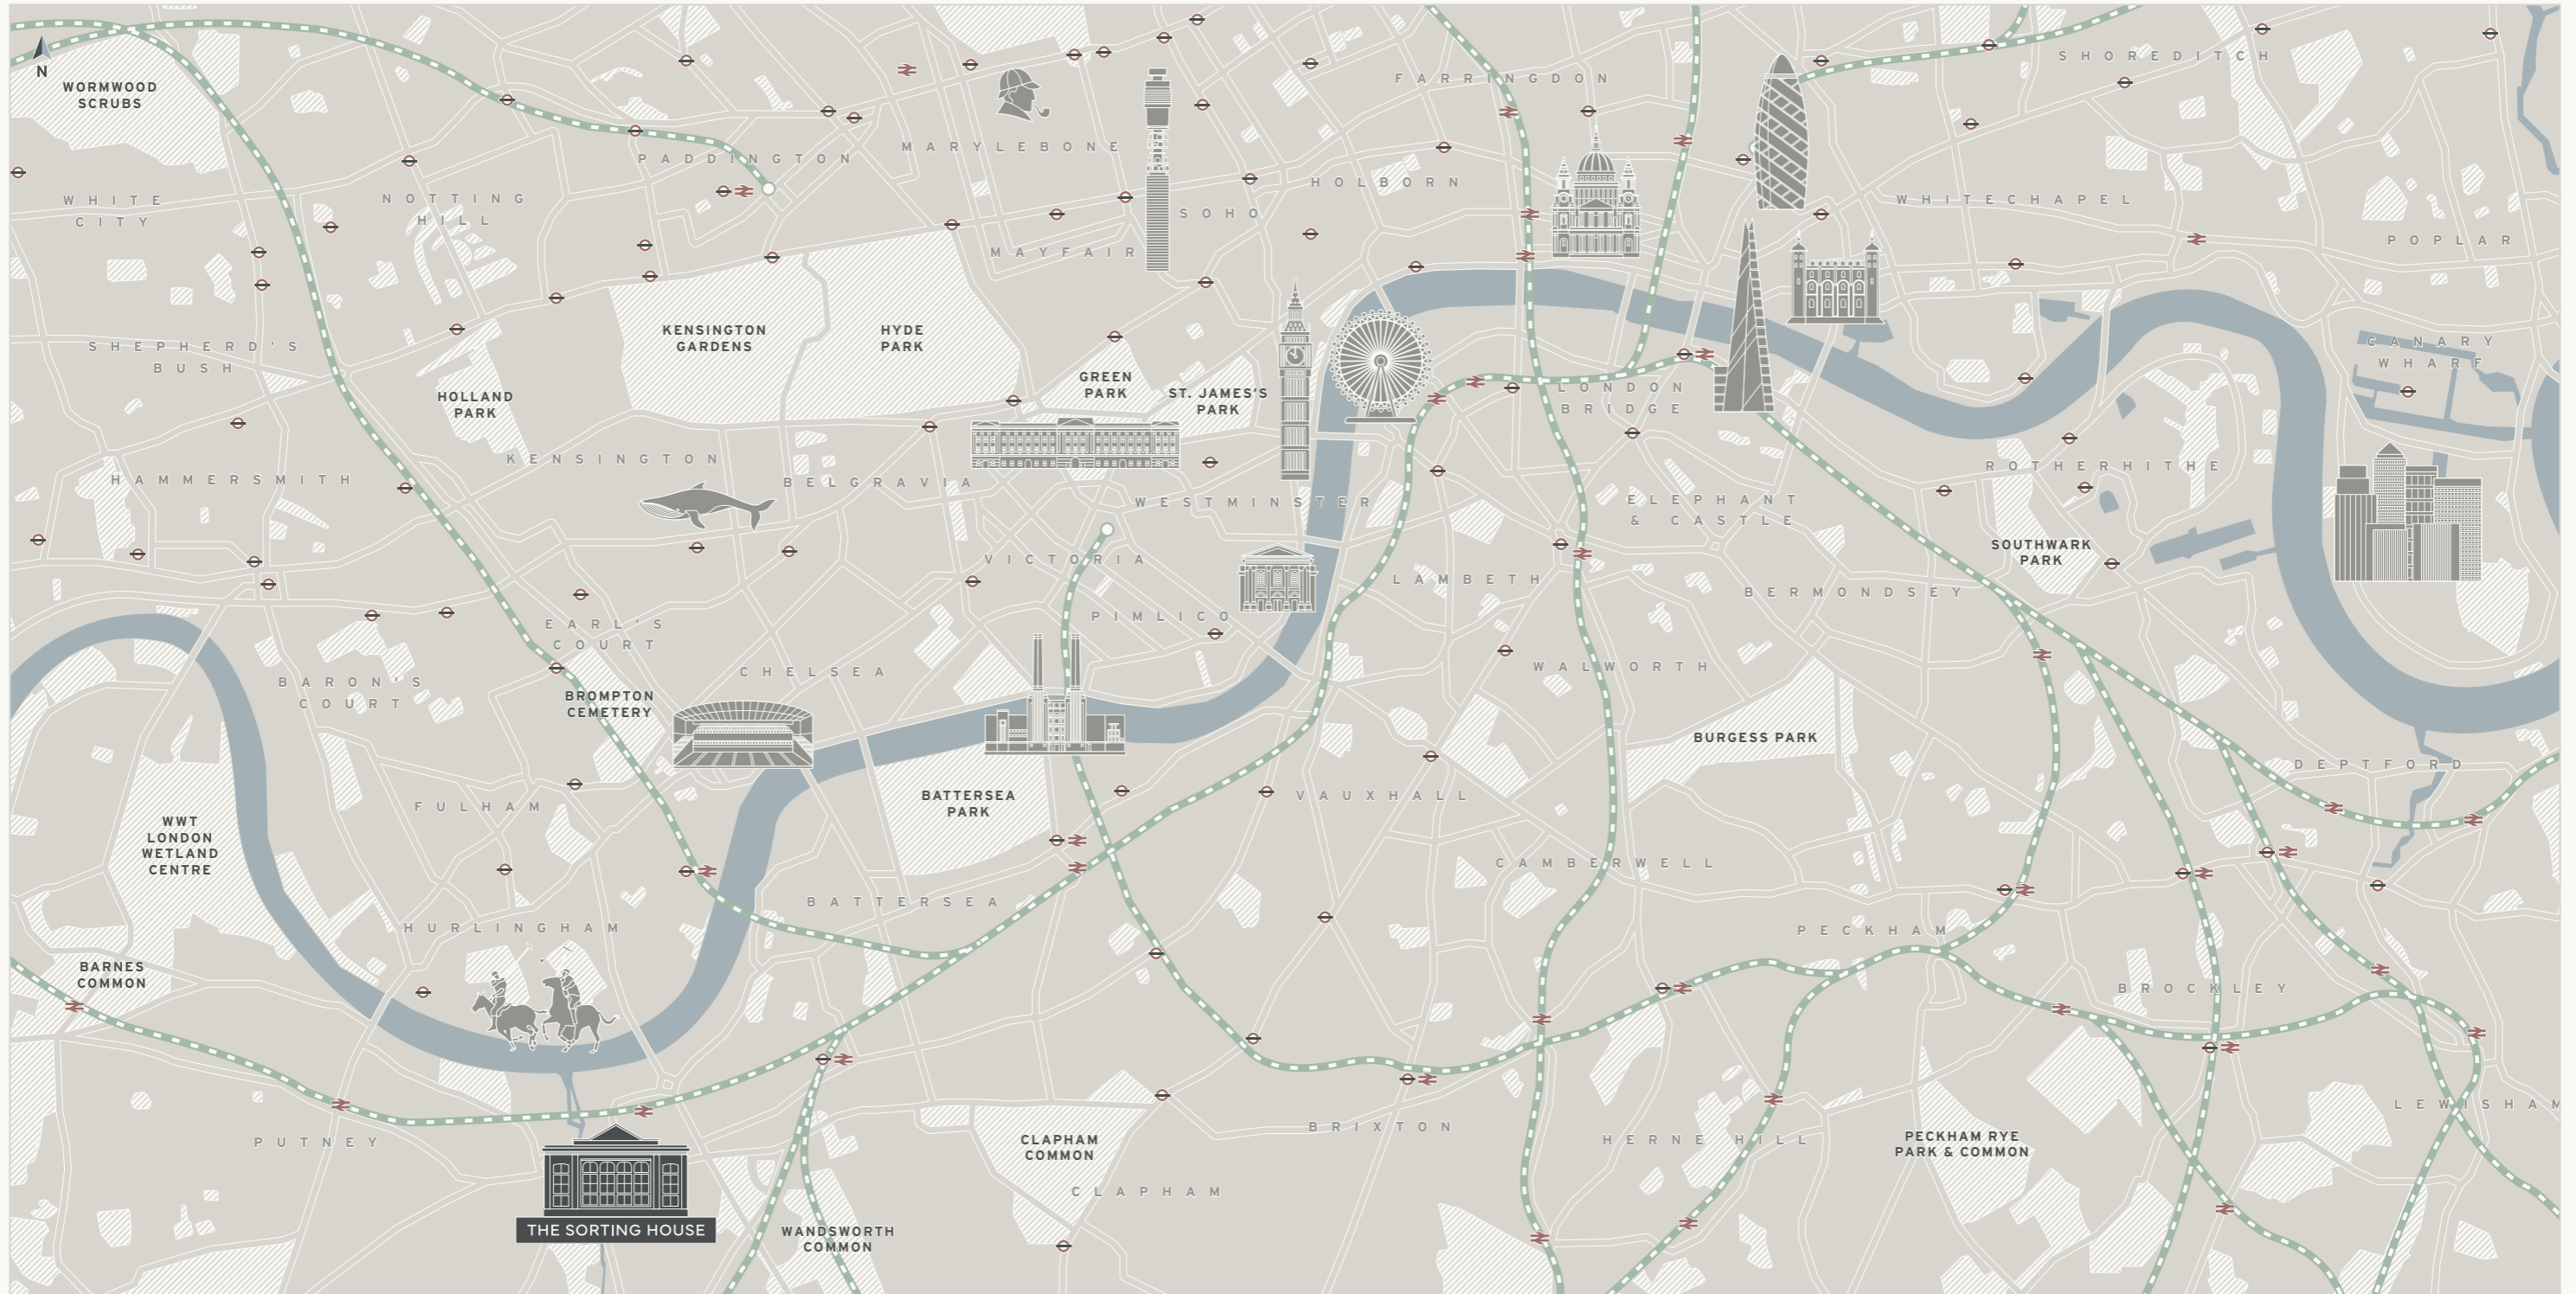 N
WORMWOOD
SCRUBS
FARRINGDON
SHOREDITCH
PADDINGTON
MARYLEBONE
WHITE
CITY
NOTTING
HILL
HOLBORN
SOHO
WHITECHAPEL
MAYFAIR
POPLAR
SHEPHERD'S
BUSH
KENSINGTON
GARDENS
HYDE
PARK
CANARY
WHARF
HOLLAND
PARK
GREEN
PARK
ST. JAMES'S
PARK
LONDON
BRIDGE
KENSINGTON
HAMMERSMITH
BELGRAVIA
ROTHERHITHE
WESTMINSTER
ELEPHANT
& CASTLE
VICTORIA
SOUTHWARK
PARK
LAMBETH
BERMONDSEY
EARL'S
COURT
PIMLICO
CHELSEA
WALWORTH
BARON'S
COURT
BROMPTON
CEMETERY
BURGESS PARK
DEPTFORD
FULHAM
BATTERSEA
PARK
VAUXHALL
WWT
LONDON
WETLAND
CENTRE
CAMBERWELL
BATTERSEA
HURLINGHAM
PECKHAM
BARNES
COMMON
BROCKLEY
LEWISHAM
PUTNEY
CLAPHAM
COMMON
BRIXTON
HERNE HILL
PECKHAM RYE
PARK & COMMON
CLAPHAM
THE SORTING HOUSE
WANDSWORTH
COMMON